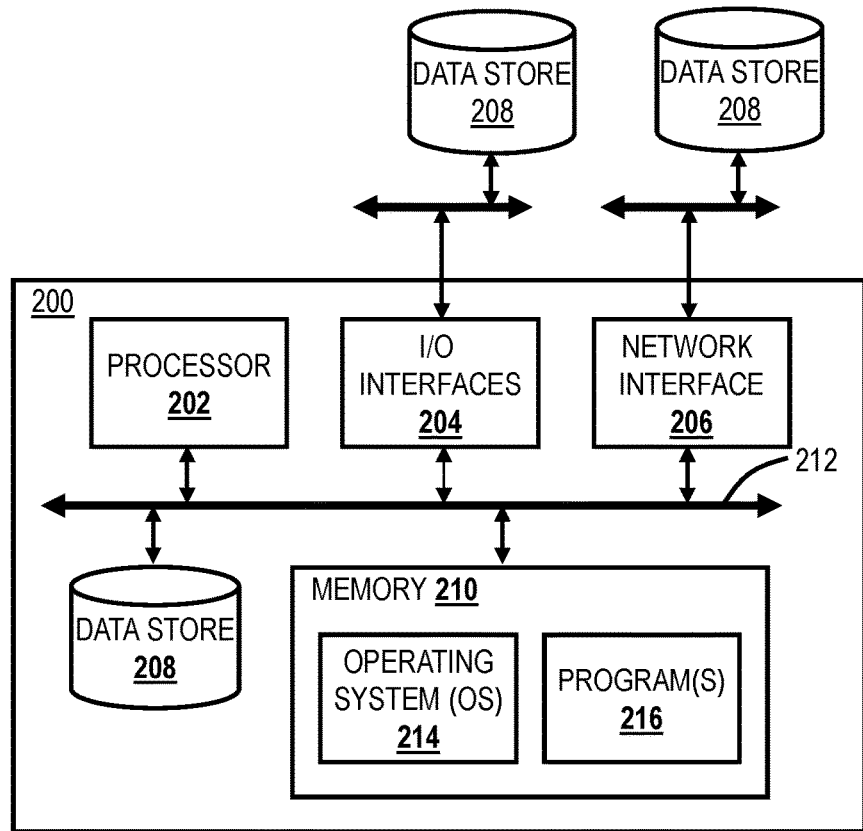 DATA STORE
208
DATA STORE
208
200
PROCESSOR
202
I/O
INTERFACES
204
NETWORK
INTERFACE
206
212
DATA STORE
208
MEMORY 210
OPERATING
SYSTEM (OS)
214
PROGRAM(S)
216